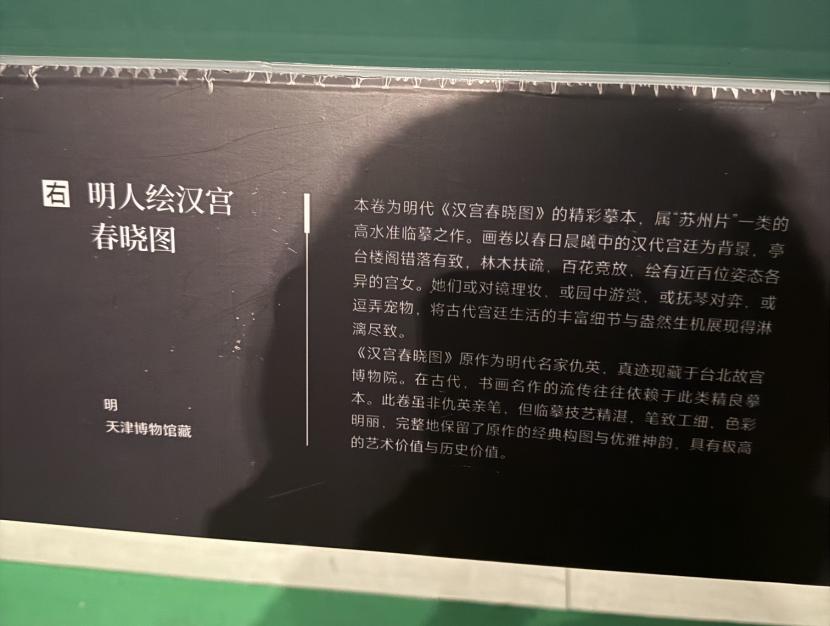 右
明人绘汉宫
春晓图
明
天津博物馆藏
本卷为明代《汉宫春晓图》的精彩摹本，属“苏州片”一类的
高水准临摹之作。画卷以春日晨曦中的汉代宫廷为背景，亭
台楼阁错落有致，林木扶疏，百花竞放，绘有近百位姿态各
异的宫女。她们或对镜理妆，或园中游赏，或抚琴对弈，或
逗弄宠物，将古代宫廷生活的丰富细节与盎然生机展现得淋
漓尽致。
《汉宫春晓图》原作为明代名家仇英，真迹现藏于台北故宫
博物院。在古代，书画名作的流传往往依赖于此类精良摹
本。此卷虽非仇英亲笔，但临摹技艺精湛，笔致工细，色彩
明丽，完整地保留了原作的经典构图与优雅神韵，具有极高
的艺术价值与历史价值。